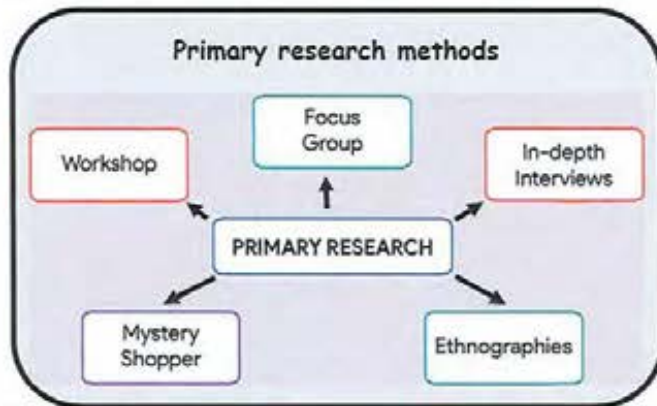 Primary research methods
Focus
Group
Workshop
In-depth
Interviews
PRIMARY RESEARCH
Mystery
Shopper
Ethnographies